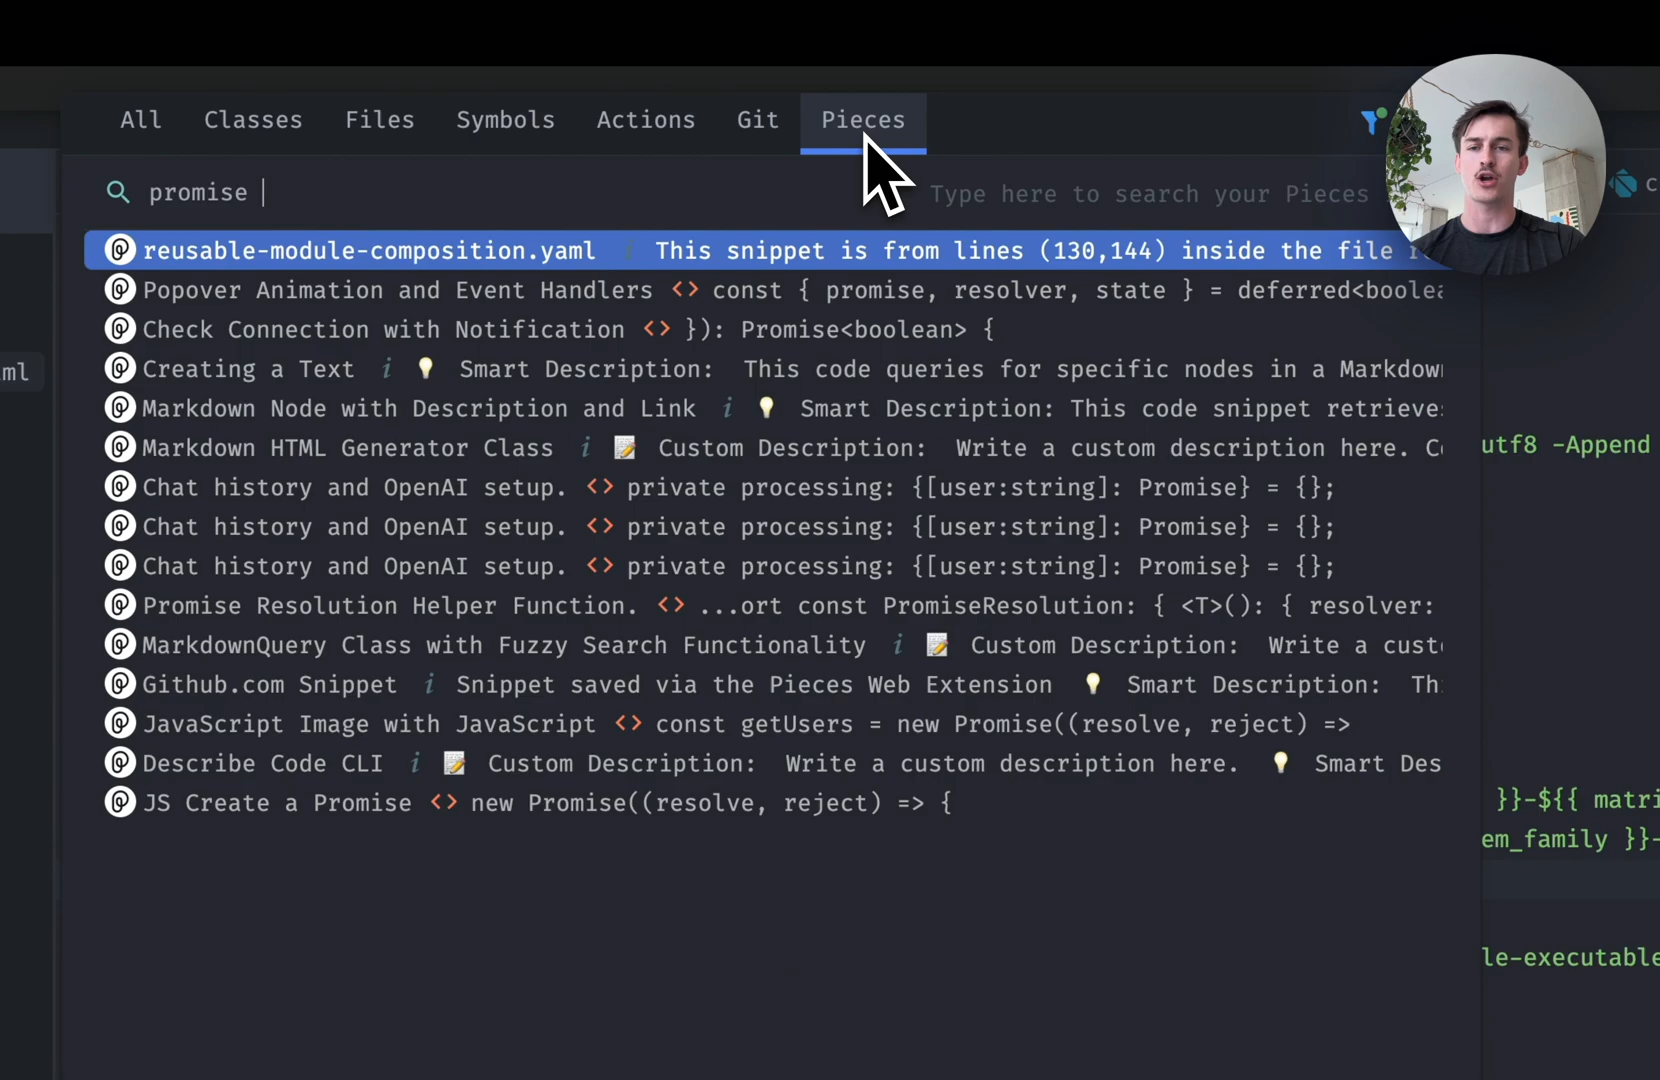 All Classes Files Symbols Actions Git Pieces
promise Type here to search your Pieces
reusable-module-composition.yaml i This snippet is from lines (130,144) inside the file
Popover Animation and Event Handlers <> const { promise, resolver, state } = deferred<boolea
Check Connection with Notification <> }): Promise<boolean> {
Creating a Text i 💡 Smart Description: This code queries for specific nodes in a Markdown
Markdown Node with Description and Link i 💡 Smart Description: This code snippet retrieves
Markdown HTML Generator Class i 📝 Custom Description: Write a custom description here. Co
Chat history and OpenAI setup. <> private processing: {[user:string]: Promise} = {};
Chat history and OpenAI setup. <> private processing: {[user:string]: Promise} = {};
Chat history and OpenAI setup. <> private processing: {[user:string]: Promise} = {};
Promise Resolution Helper Function. <> ...ort const PromiseResolution: { <T>(): { resolver:
MarkdownQuery Class with Fuzzy Search Functionality i 📝 Custom Description: Write a custo
Github.com Snippet i Snippet saved via the Pieces Web Extension 💡 Smart Description: Thi
JavaScript Image with JavaScript <> const getUsers = new Promise((resolve, reject) =>
Describe Code CLI i 📝 Custom Description: Write a custom description here. 💡 Smart Des
JS Create a Promise <> new Promise((resolve, reject) => {
ml
utf8 -Append
}}-${{ matri
em_family }}-
le-executable